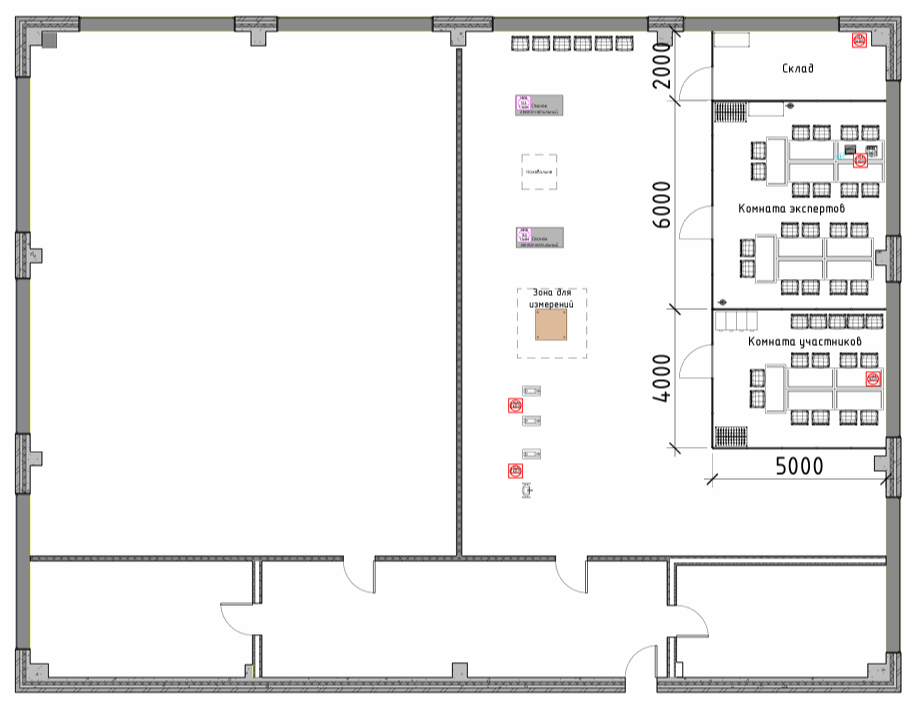 2000
Склад
6000
Комната экспертов
Зона для
измерений
Комната участников
4000
5000